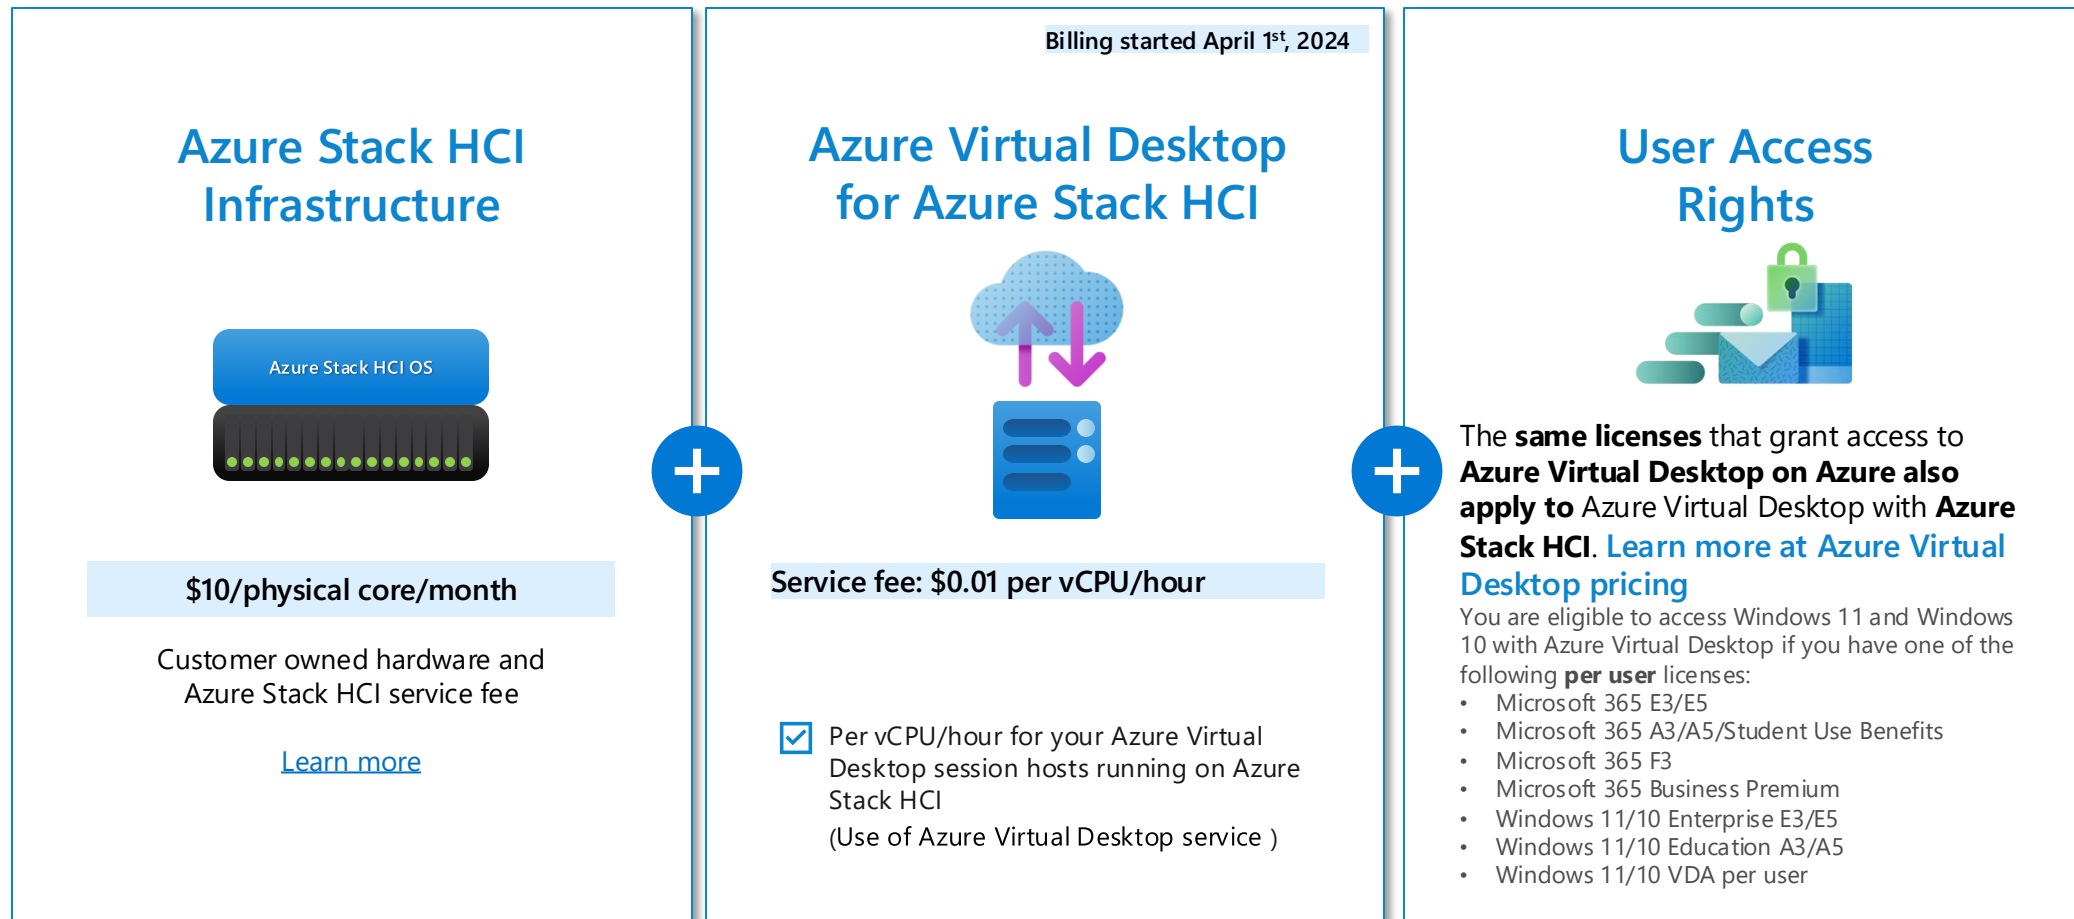 Azure Stack HCI
Infrastructure
Azure Stack HCI OS
$10/physical core/month
Customer owned hardware and
Azure Stack HCI service fee
Learn more
Billing started April 1st, 2024
Azure Virtual Desktop
for Azure Stack HCI
Service fee: $0.01 per vCPU/hour
Per vCPU/hour for your Azure Virtual
Desktop session hosts running on Azure
Stack HCI
(Use of Azure Virtual Desktop service )
User Access
Rights
The same licenses that grant access to
Azure Virtual Desktop on Azure also
apply to Azure Virtual Desktop with Azure
Stack HCI. Learn more at Azure Virtual
Desktop pricing
You are eligible to access Windows 11 and Windows
10 with Azure Virtual Desktop if you have one of the
following per user licenses:
• Microsoft 365 E3/E5
• Microsoft 365 A3/A5/Student Use Benefits
• Microsoft 365 F3
• Microsoft 365 Business Premium
• Windows 11/10 Enterprise E3/E5
• Windows 11/10 Education A3/A5
• Windows 11/10 VDA per user